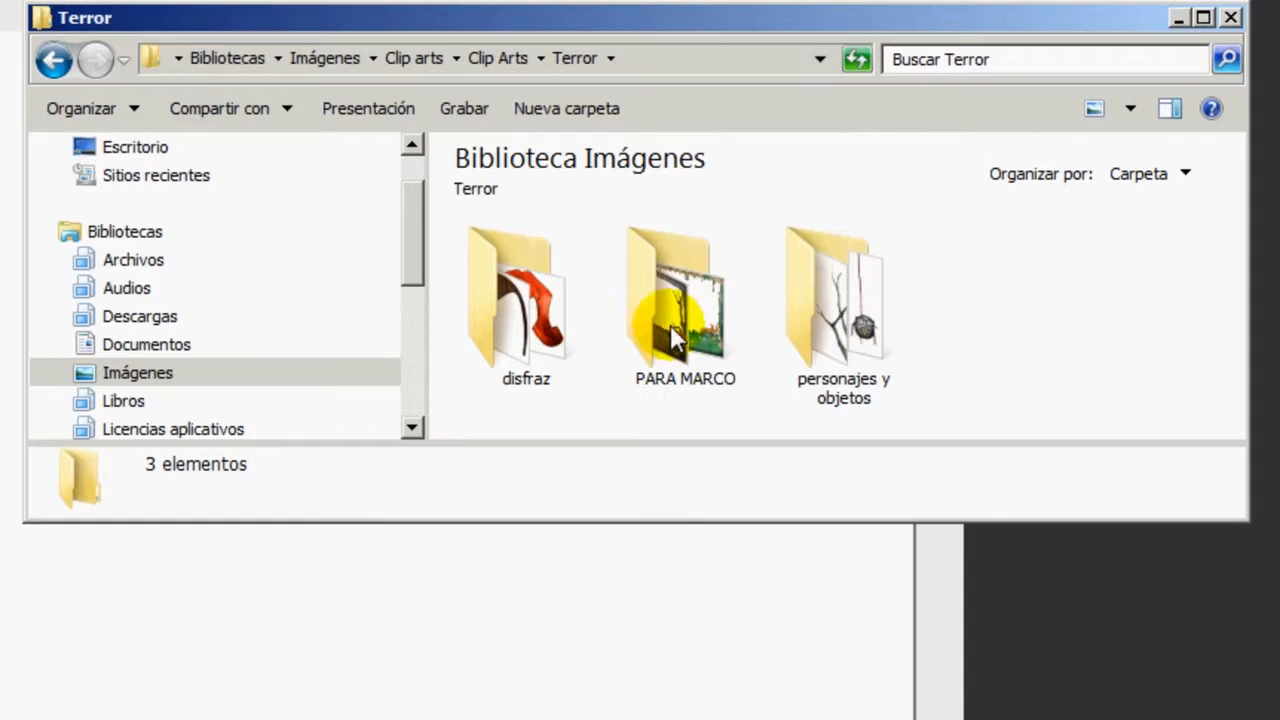 Terror
Bibliotecas Imágenes Clip arts Clip Arts Terror
Buscar Terror
Organizar Compartir con Presentación Grabar Nueva carpeta
Escritorio
Sitios recientes
Bibliotecas
Archivos
Audios
Descargas
Documentos
Imágenes
Libros
Licencias aplicativos
Biblioteca Imágenes
Terror
Organizar por: Carpeta
disfraz
PARA MARCO
personajes y
objetos
3 elementos